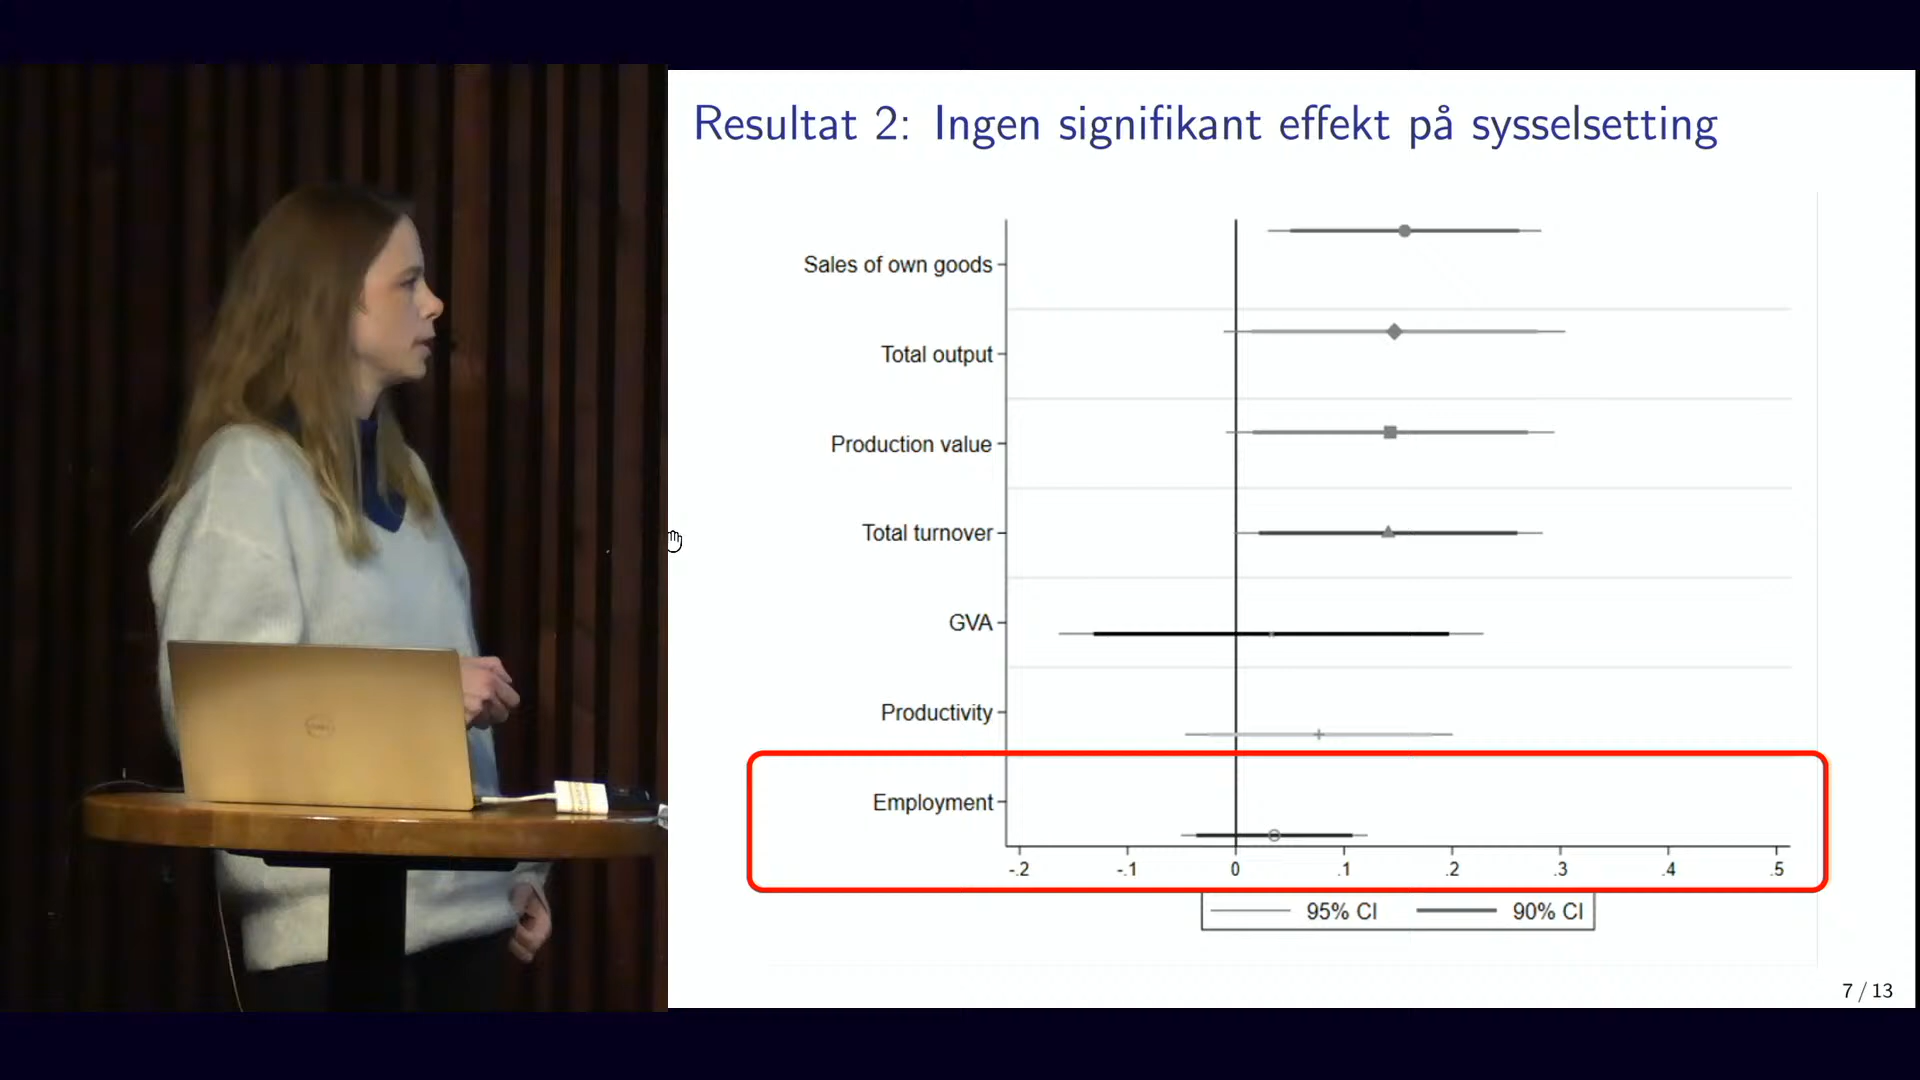 Resultat 2: Ingen signifikant effekt på sysselsetting
Sales of own goods
Total output
Production value
Total turnover
GVA
Productivity
Employment
-.2 -.1 0 .1 .2 .3 .4 .5
95% CI 90% CI
7 / 13